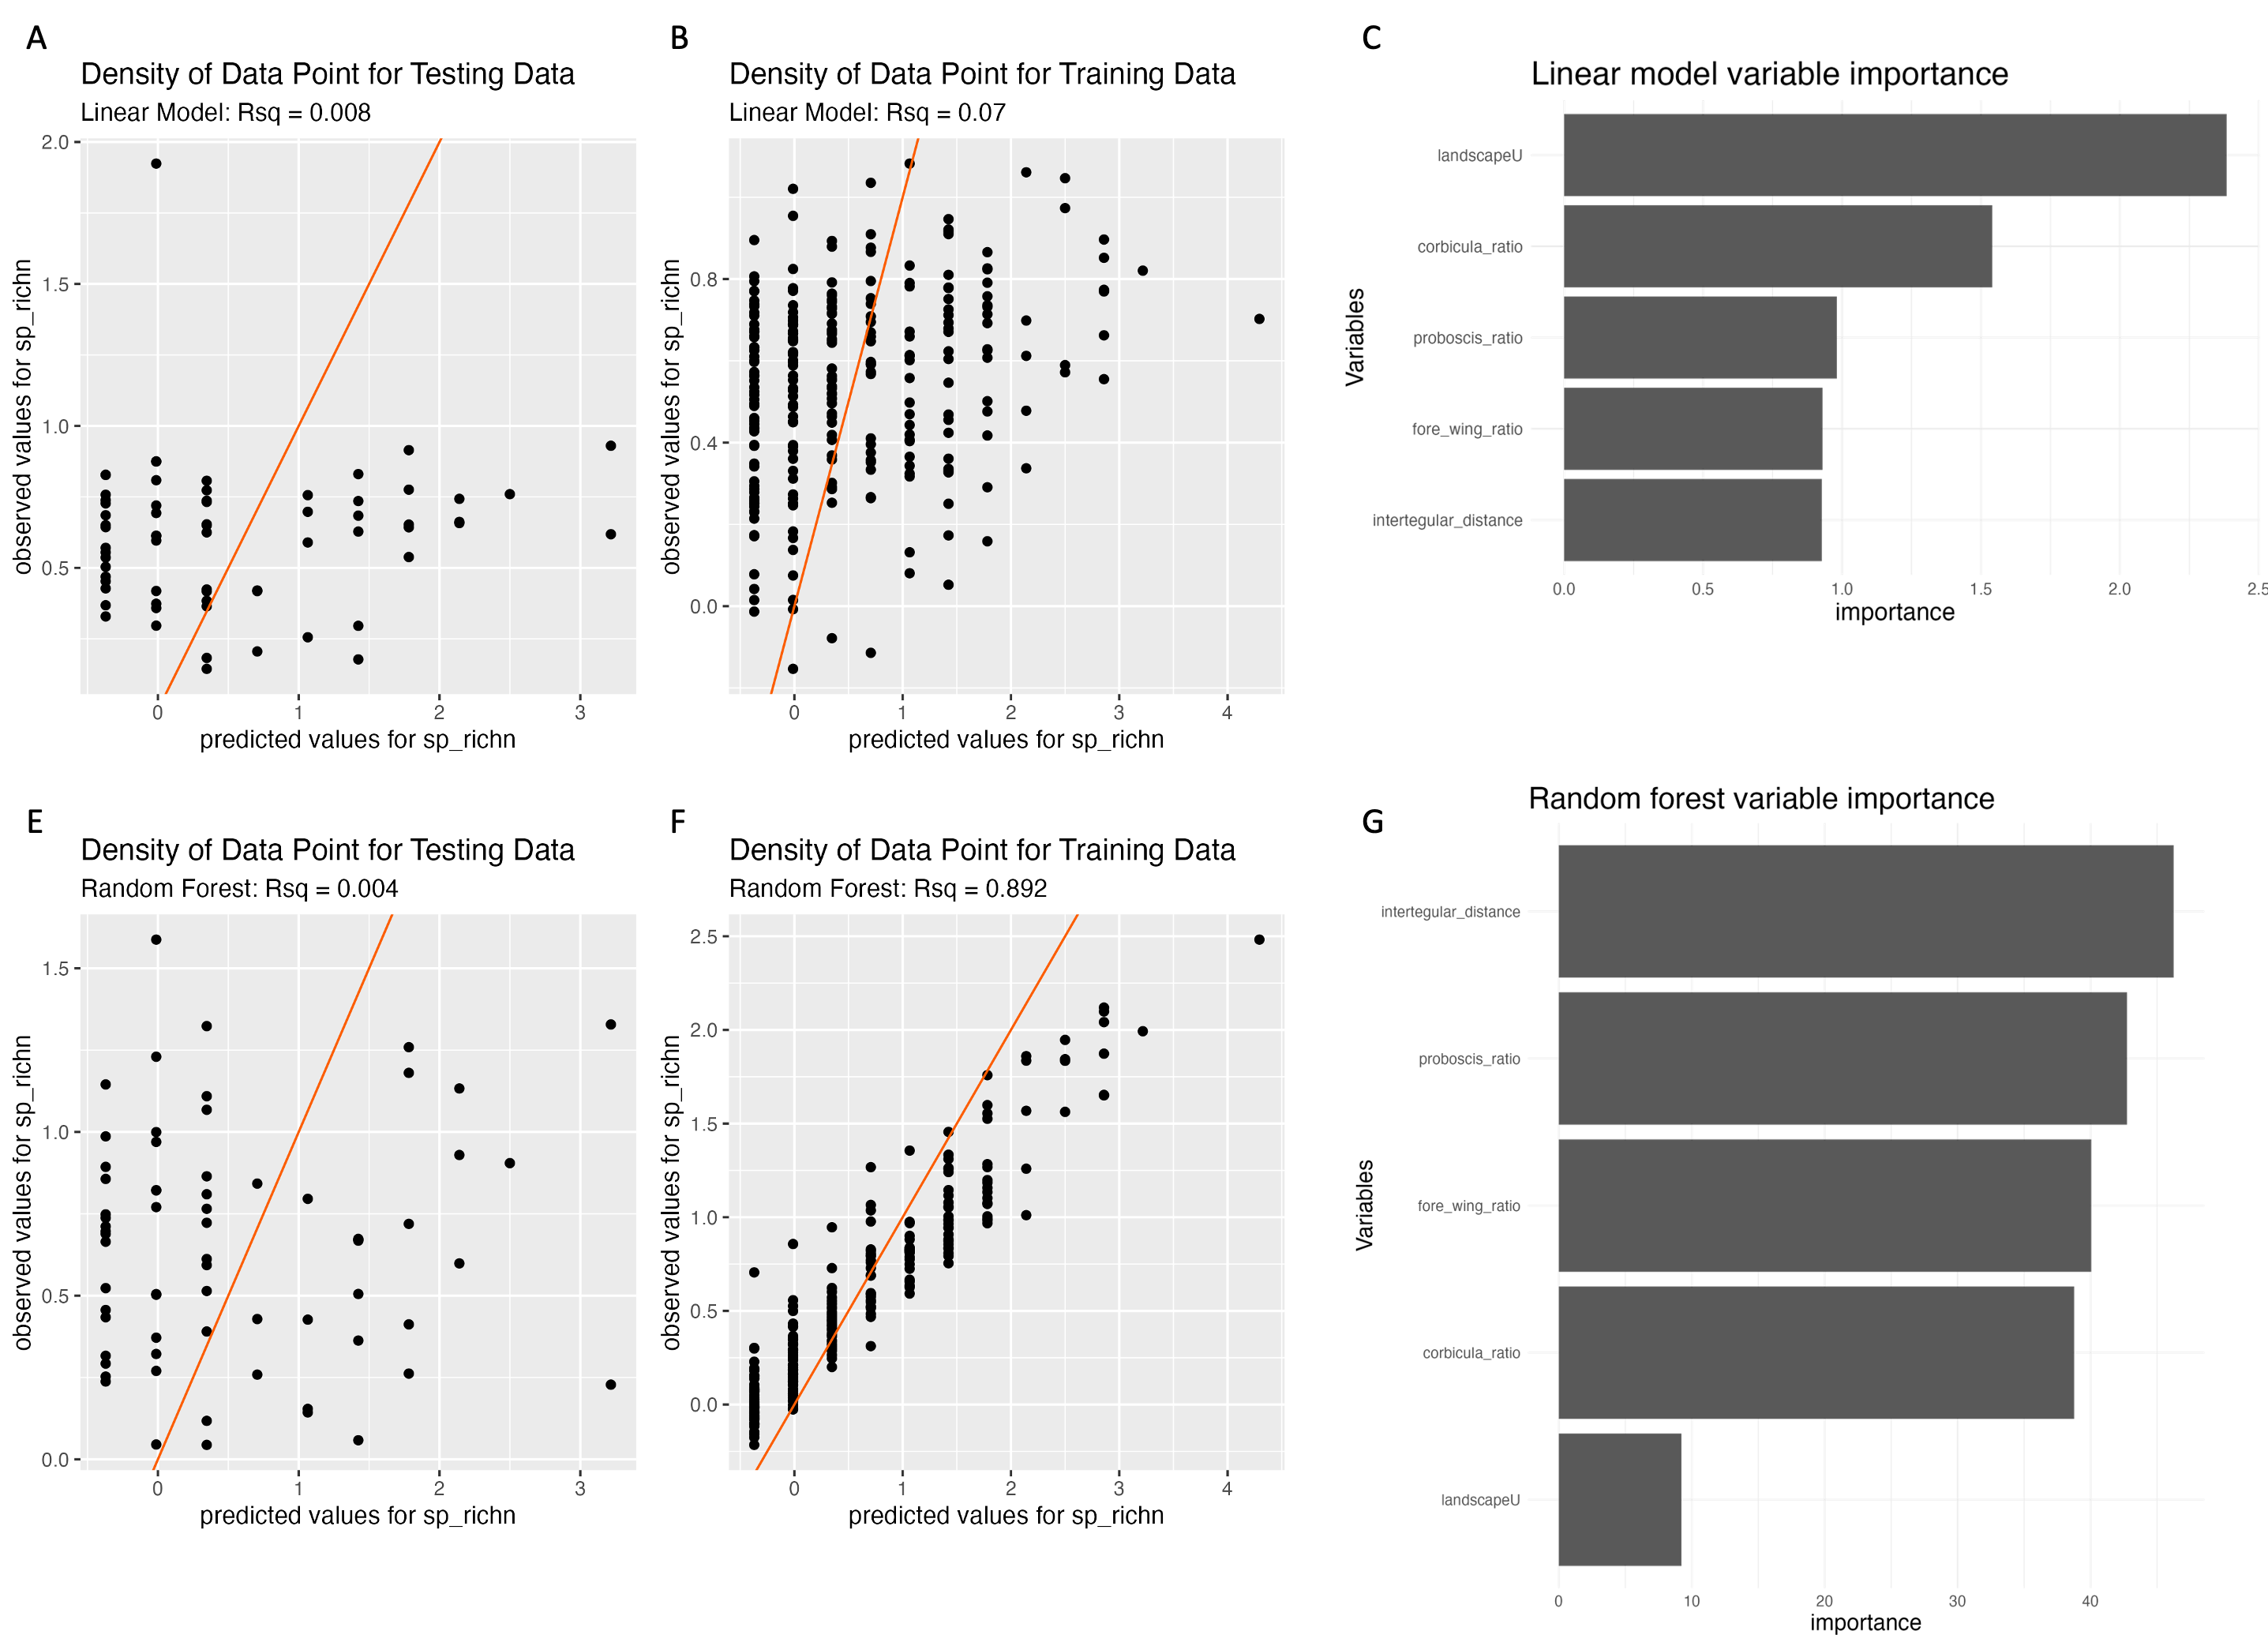 A
Density of Data Point for Testing Data
Linear Model: Rsq = 0.008
2.0
1.5
1.0
0.5
0 1 2 3
predicted values for sp_richn
observed values for sp_richn
B
Density of Data Point for Training Data
Linear Model: Rsq = 0.07
0.8
0.4
0.0
0 1 2 3 4
predicted values for sp_richn
observed values for sp_richn
C
Linear model variable importance
landscapeU
corbicula_ratio
proboscis_ratio
fore_wing_ratio
intertegular_distance
Variables
0.0 0.5 1.0 1.5 2.0 2.5
importance
E
Density of Data Point for Testing Data
Random Forest: Rsq = 0.004
1.5
1.0
0.5
0.0
0 1 2 3
predicted values for sp_richn
observed values for sp_richn
F
Density of Data Point for Training Data
Random Forest: Rsq = 0.892
2.5
2.0
1.5
1.0
0.5
0.0
0 1 2 3 4
predicted values for sp_richn
observed values for sp_richn
G
Random forest variable importance
intertegular_distance
proboscis_ratio
fore_wing_ratio
corbicula_ratio
landscapeU
Variables
0 10 20 30 40
importance